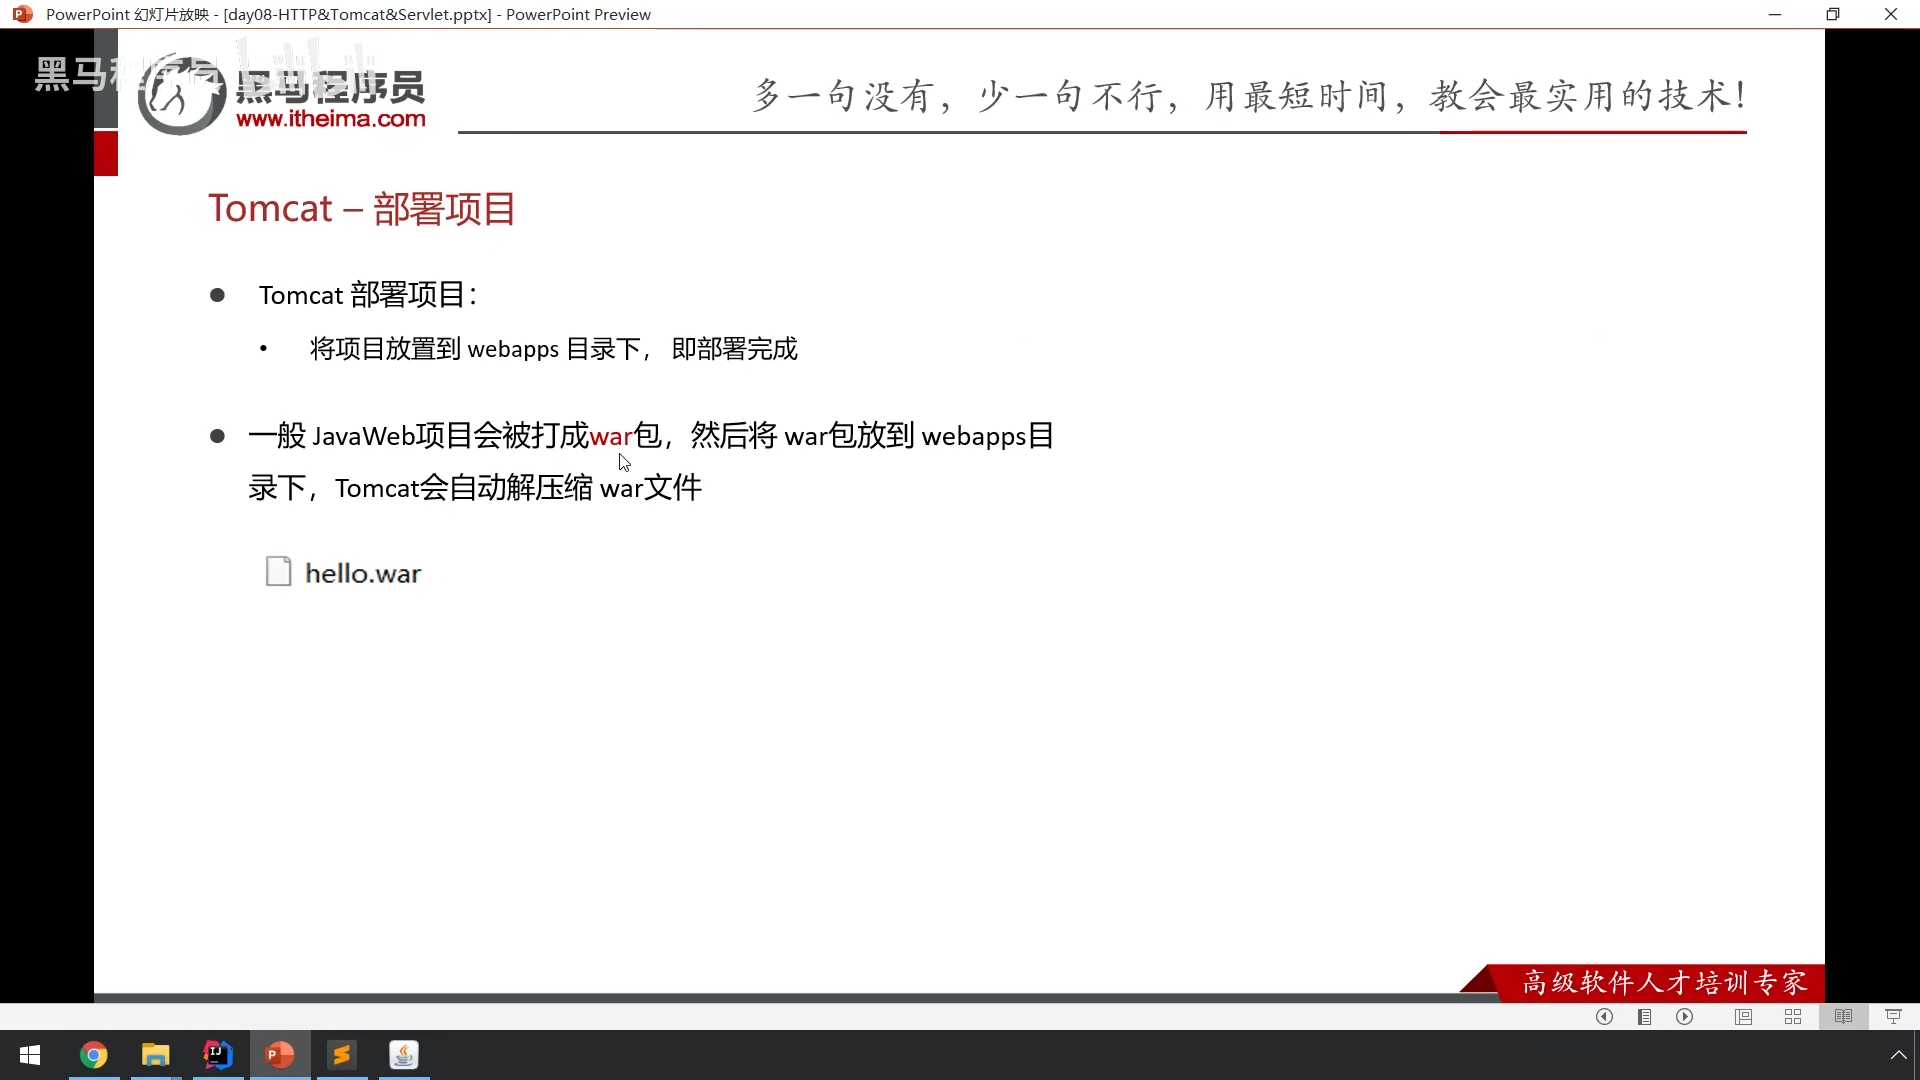 PowerPoint 幻灯片放映 - [day08-HTTP&Tomcat&Servlet.pptx] - PowerPoint Preview
黑马程序员
www.itheima.com
多一句没有，少一句不行，用最短时间，教会最实用的技术！
Tomcat – 部署项目
● Tomcat 部署项目：
• 将项目放置到 webapps 目录下， 即部署完成
● 一般 JavaWeb项目会被打成war包，然后将 war包放到 webapps目
录下，Tomcat会自动解压缩 war文件
hello.war
高级软件人才培训专家